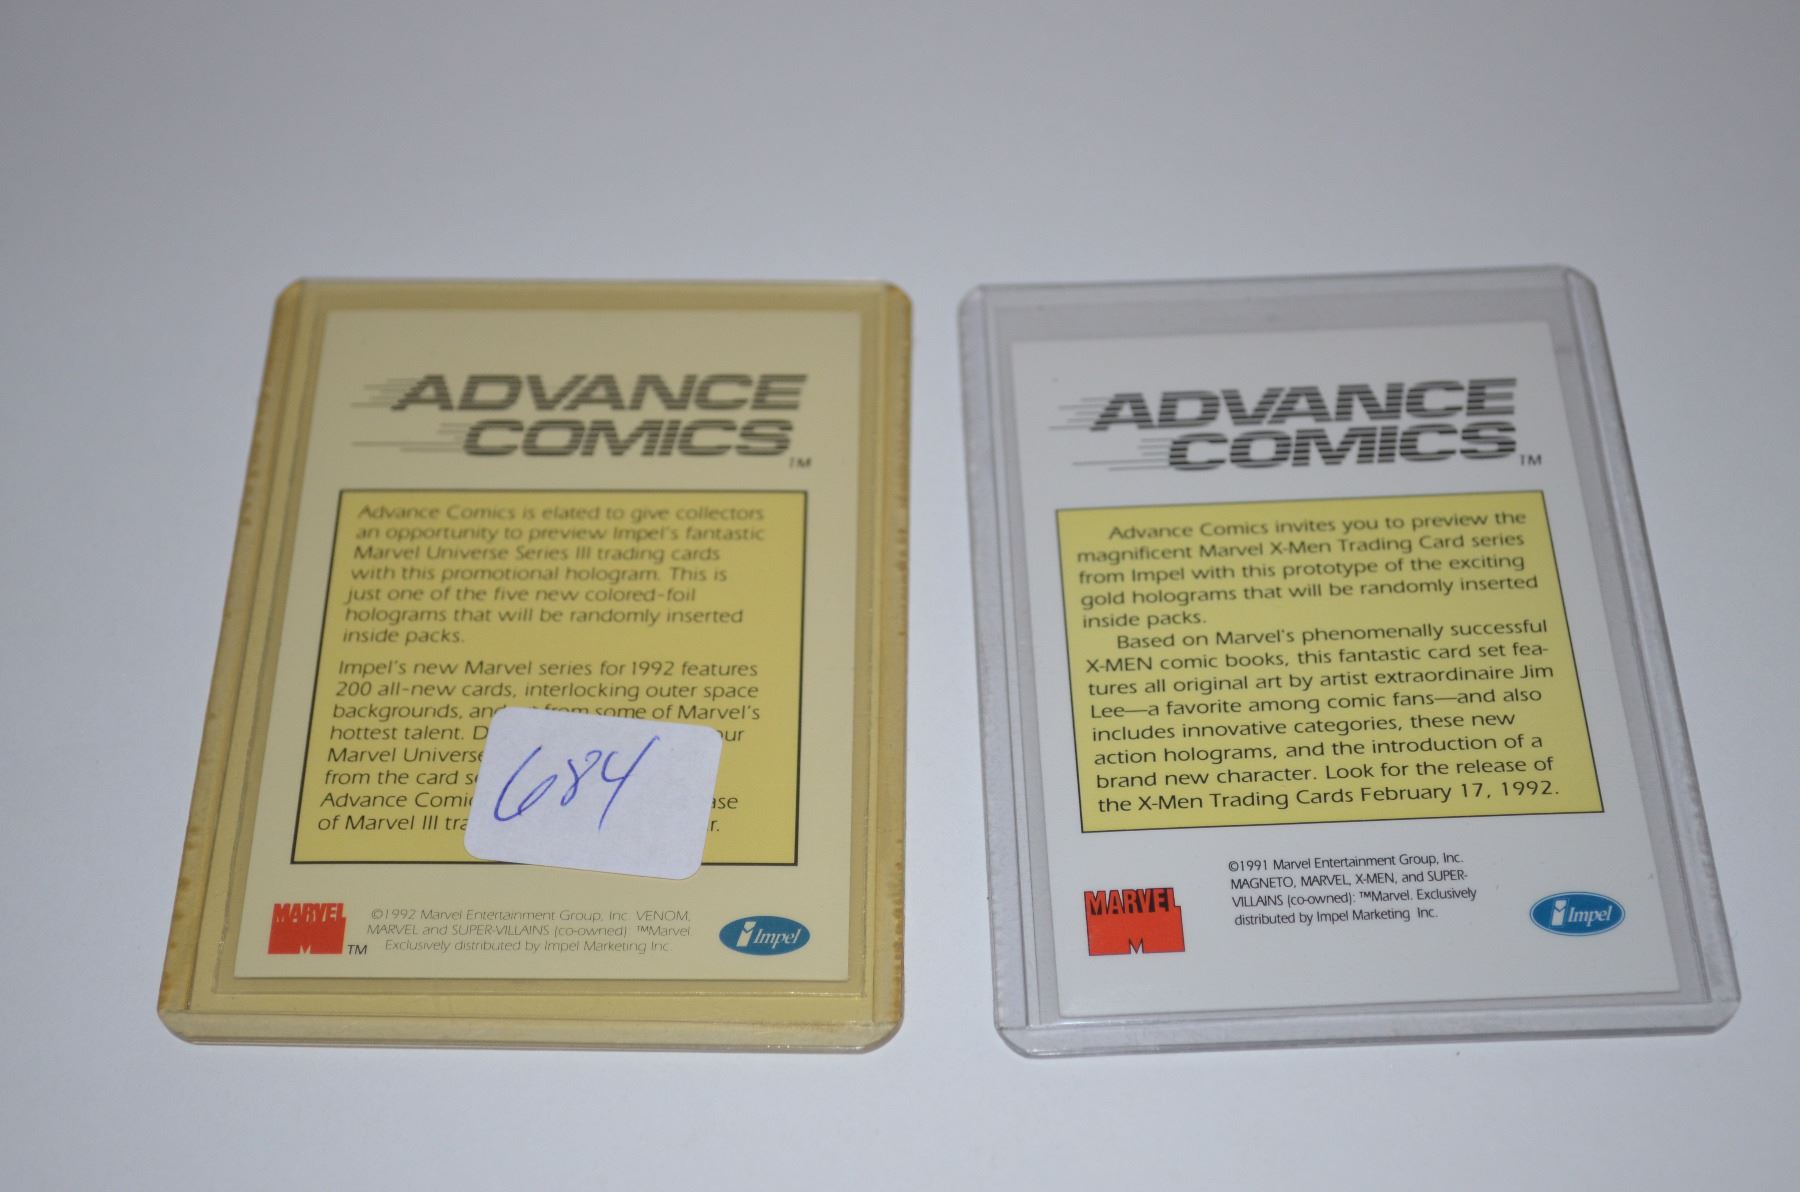 ADVANCE
COMICS
TM
Advance Comics is elated to give collectors
an opportunity to preview Impel's fantastic
Marvel Universe Series III trading cards
with this promotional hologram. This is
just one of the five new colored-foil
holograms that will be randomly inserted
inside packs.
Impel's new Marvel series for 1992 features
200 all-new cards, interlocking outer space
backgrounds, and from some of Marvel's
hottest talent.
Marvel Universe
from the card
Advance
of Marvel III
684
MARVEL
M
TM
©1992 Marvel Entertainment Group, Inc. VENOM,
MARVEL and SUPER-VILLAINS (co-owned) ™Marvel.
Exclusively distributed by Impel Marketing Inc.
Impel
ADVANCE
COMICS
TM
Advance Comics invites you to preview the
magnificent Marvel X-Men Trading Card series
from Impel with this prototype of the exciting
gold holograms that will be randomly inserted
inside packs.
Based on Marvel's phenomenally successful
X-MEN comic books, this fantastic card set fea-
tures all original art by artist extraordinaire Jim
Lee—a favorite among comic fans—and also
includes innovative categories, these new
action holograms, and the introduction of a
brand new character. Look for the release of
the X-Men Trading Cards February 17, 1992.
MARVEL
M
©1991 Marvel Entertainment Group, Inc.
MAGNETO, MARVEL, X-MEN, and SUPER-
VILLAINS (co-owned): ™Marvel. Exclusively
distributed by Impel Marketing Inc.
Impel